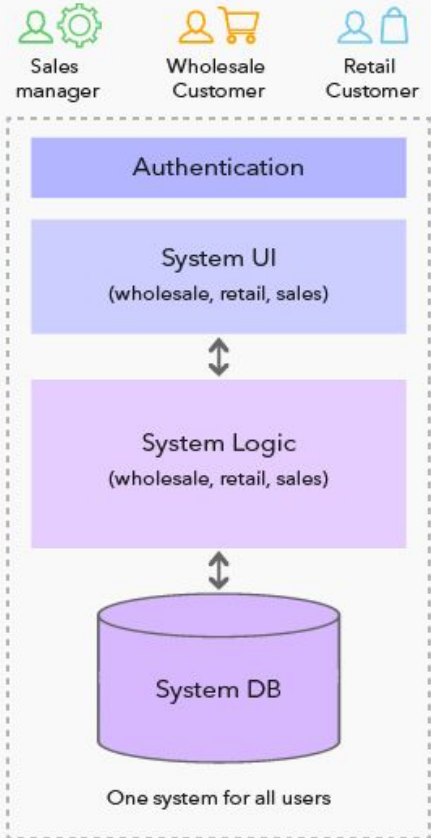 Sales
manager
Wholesale
Customer
Retail
Customer
Authentication
System UI
(wholesale, retail, sales)
System Logic
(wholesale, retail, sales)
System DB
One system for all users